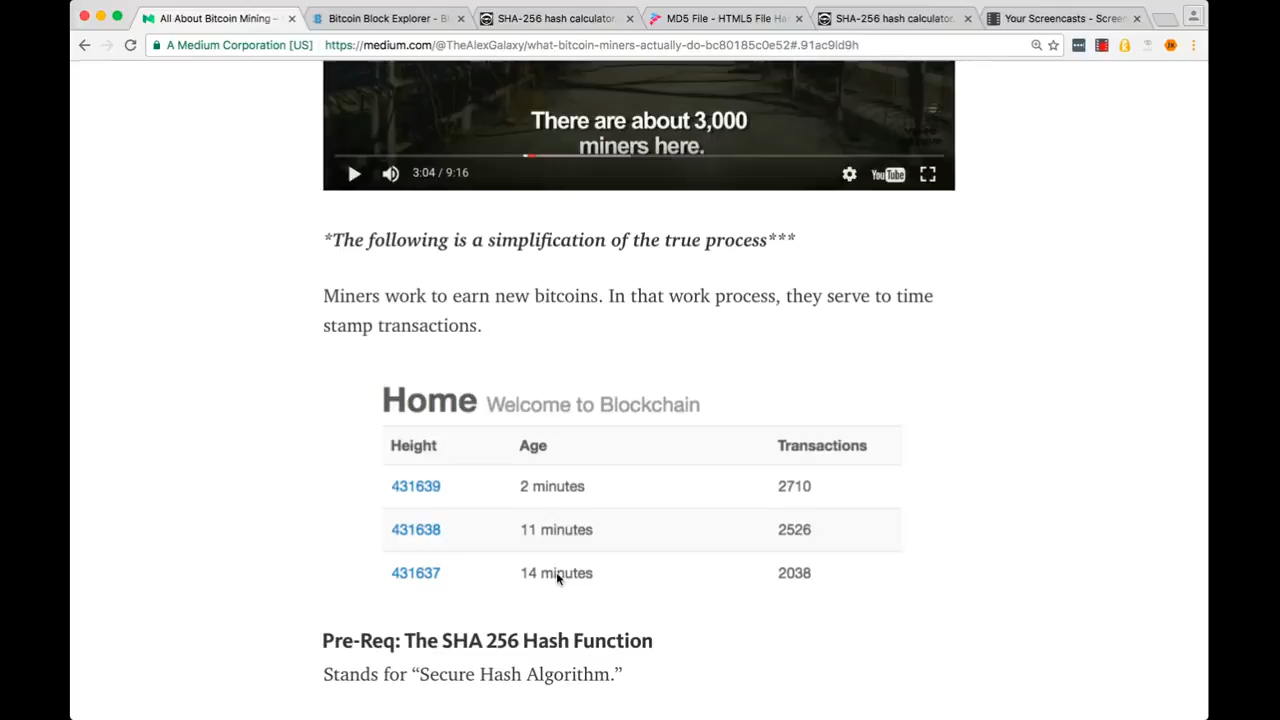 All About Bitcoin Mining -
Bitcoin Block Explorer - B
SHA-256 hash calculator.
MD5 File - HTML5 File Ha
SHA-256 hash calculator.
Your Screencasts - Screen
A Medium Corporation [US]
https://medium.com/@TheAlexGalaxy/what-bitcoin-miners-actually-do-bc80185c0e52#.91ac9ld9h
There are about 3,000
miners here.
3:04 / 9:16
YouTube
*The following is a simplification of the true process***
Miners work to earn new bitcoins. In that work process, they serve to time
stamp transactions.
Home Welcome to Blockchain
Height Age Transactions
431639 2 minutes 2710
431638 11 minutes 2526
431637 14 minutes 2038
Pre-Req: The SHA 256 Hash Function
Stands for “Secure Hash Algorithm.”